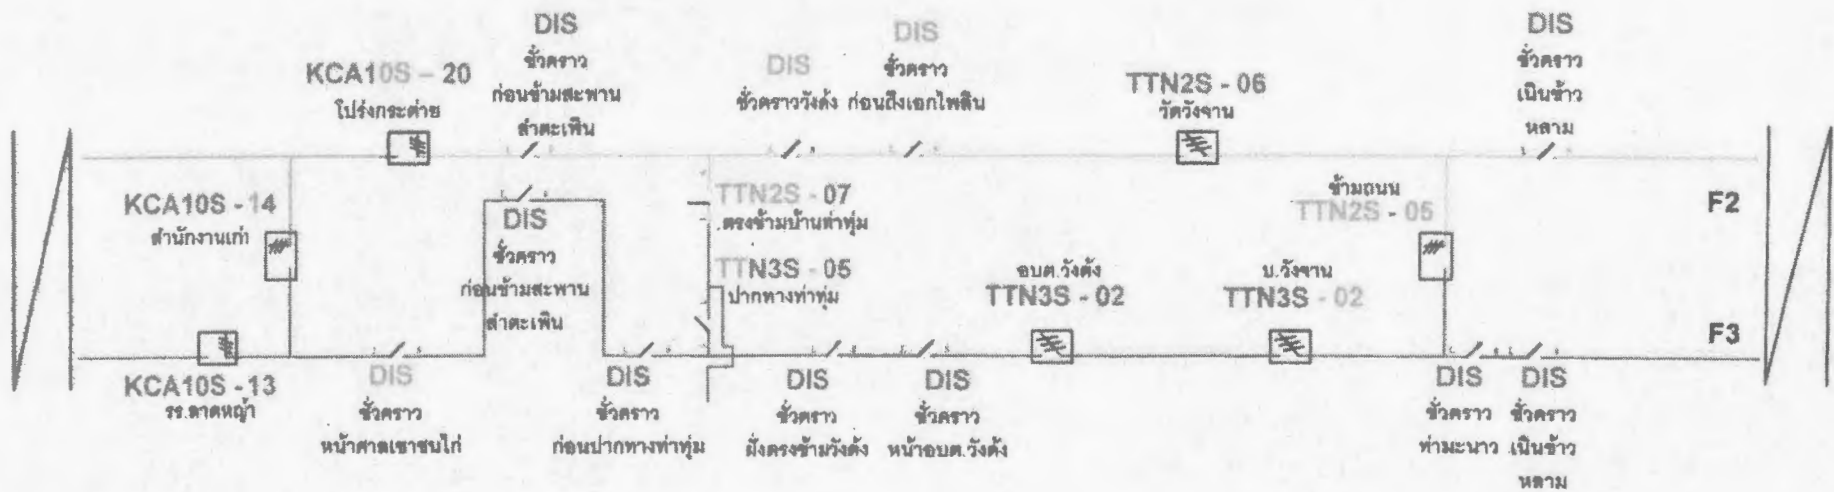 KCA10S - 20
โป่งกระต่าย
DIS
ชั่วคราว
ก่อนข้ามสะพาน
ลำตะเพิน
DIS
ชั่วคราววังด้ง
DIS
ชั่วคราว
ก่อนถึงเอกไพลิน
TTN2S - 06
วัดวังจาน
DIS
ชั่วคราว
เนินข้าว
หลาม
KCA10S - 14
สำนักงานเก่า
DIS
ชั่วคราว
ก่อนข้ามสะพาน
ลำตะเพิน
TTN2S - 07
ตรงข้ามบ้านท่าทุ่ม
TTN3S - 05
ปากทางท่าทุ่ม
อบต.วังด้ง
TTN3S - 02
บ.วังจาน
TTN3S - 02
ข้ามถนน
TTN2S - 05
F2
F3
KCA10S - 13
รร.ลาดหญ้า
DIS
ชั่วคราว
หน้าศาลเขาชนไก่
DIS
ชั่วคราว
ก่อนปากทางท่าทุ่ม
DIS
ชั่วคราว
ฝั่งตรงข้ามวังด้ง
DIS
ชั่วคราว
หน้าอบต.วังด้ง
DIS
ชั่วคราว
ท่ามะนาว
DIS
ชั่วคราว
เนินข้าว
หลาม